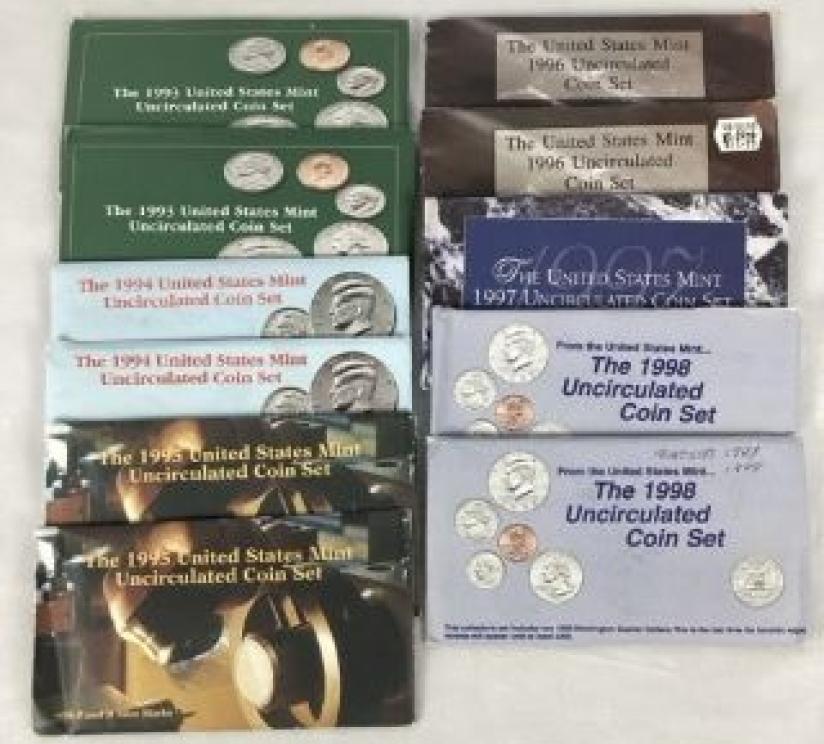 The 1993 United States Mint
Uncirculated Coin Set
The 1993 United States Mint
Uncirculated Coin Set
The 1994 United States Mint
Uncirculated Coin Set
The 1994 United States Mint
Uncirculated Coin Set
The 1995 United States Mint
Uncirculated Coin Set
The 1995 United States Mint
Uncirculated Coin Set
P and D Mint Marks
The United States Mint
1996 Uncirculated
Coin Set
The United States Mint
1996 Uncirculated
Coin Set
1997
The United States Mint
1997 Uncirculated Coin Set
From the United States Mint...
The 1998
Uncirculated
Coin Set
From the United States Mint...
The 1998
Uncirculated
Coin Set